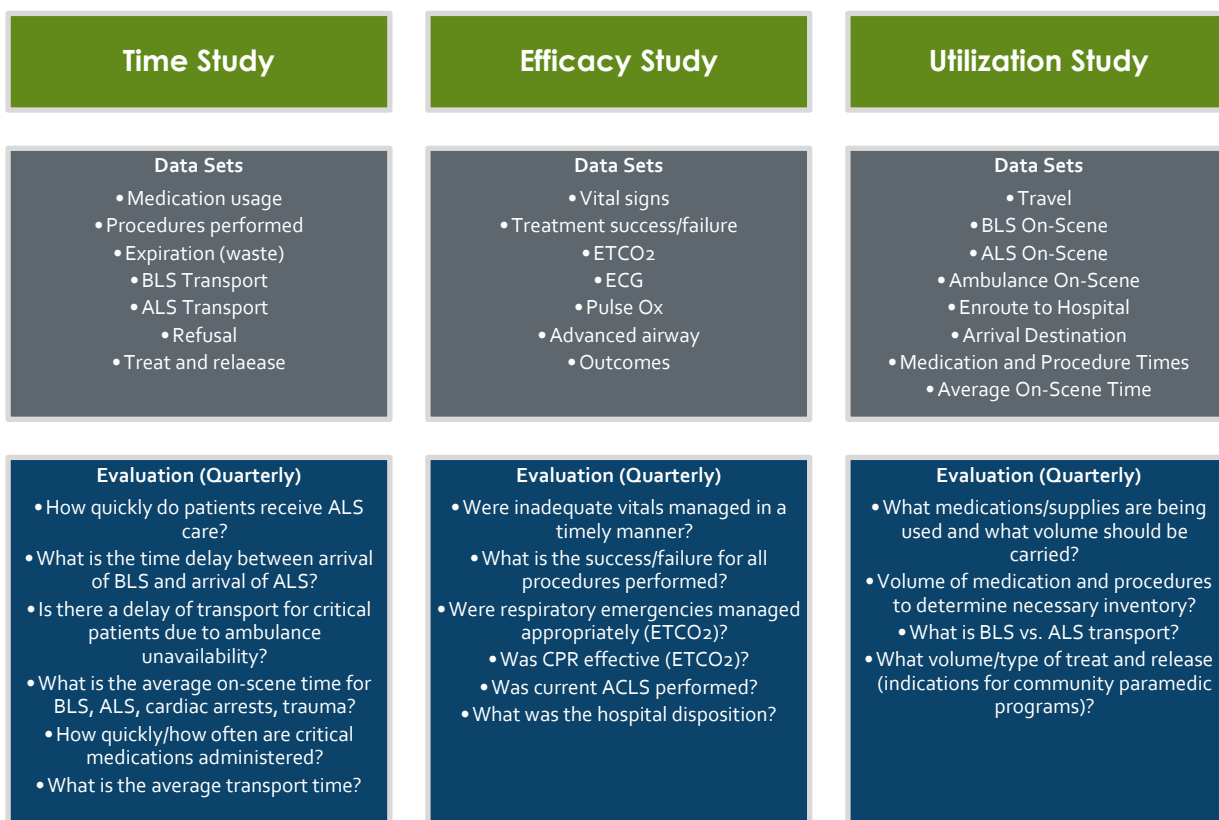 Time Study
Data Sets
•Medication usage
•Procedures performed
•Expiration (waste)
•BLS Transport
•ALS Transport
•Refusal
•Treat and relaease
Evaluation (Quarterly)
•How quickly do patients receive ALS
care?
•What is the time delay between arrival
of BLS and arrival of ALS?
•Is there a delay of transport for critical
patients due to ambulance
unavailability?
•What is the average on-scene time for
BLS, ALS, cardiac arrests, trauma?
•How quickly/how often are critical
medications administered?
•What is the average transport time?
Efficacy Study
Data Sets
•Vital signs
•Treatment success/failure
•ETCO2
•ECG
•Pulse Ox
•Advanced airway
•Outcomes
Evaluation (Quarterly)
•Were inadequate vitals managed in a
timely manner?
•What is the success/failure for all
procedures performed?
•Were respiratory emergencies managed
appropriately (ETCO2)?
•Was CPR effective (ETCO2)?
•Was current ACLS performed?
•What was the hospital disposition?
Utilization Study
Data Sets
•Travel
•BLS On-Scene
•ALS On-Scene
•Ambulance On-Scene
•Enroute to Hospital
•Arrival Destination
•Medication and Procedure Times
•Average On-Scene Time
Evaluation (Quarterly)
•What medications/supplies are being
used and what volume should be
carried?
•Volume of medication and procedures
to determine necessary inventory?
•What is BLS vs. ALS transport?
•What volume/type of treat and release
(indications for community paramedic
programs)?